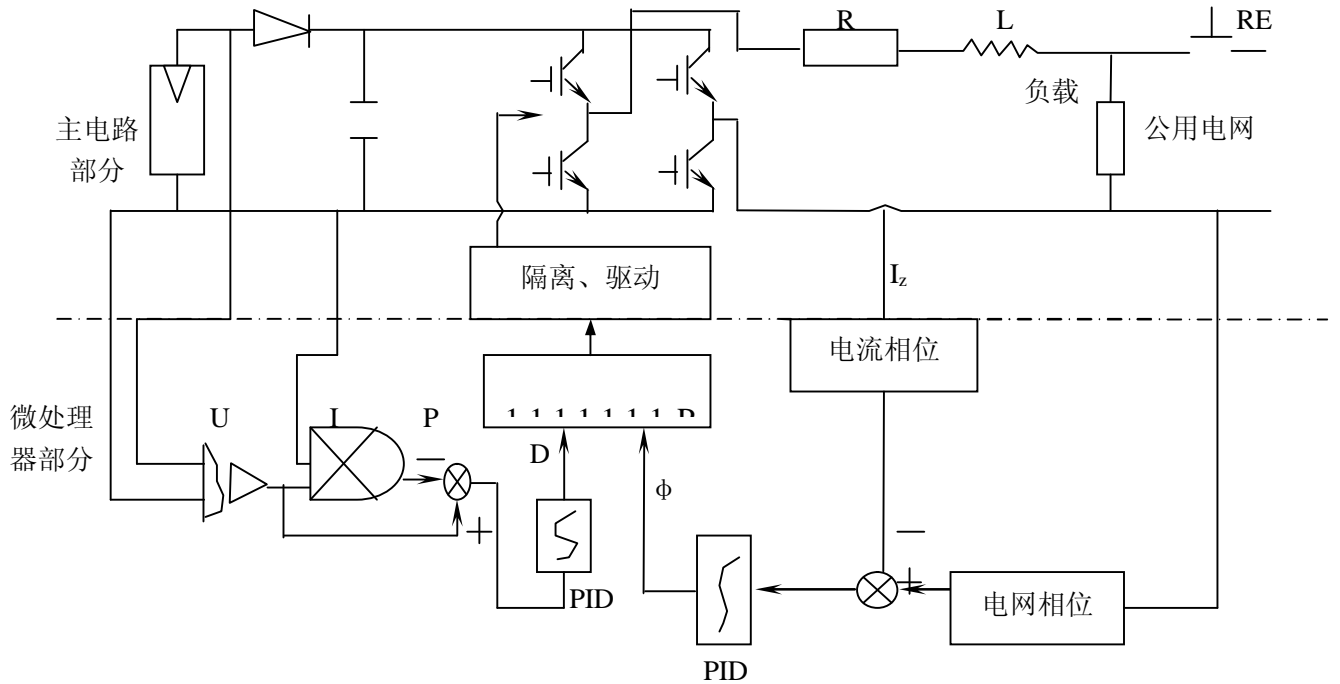 R
L
RE
主电路
部分
负载
公用电网
隔离、驱动
Iz
电流相位
微处理
器部分
U
I
P
D
φ
PID
电网相位
PID